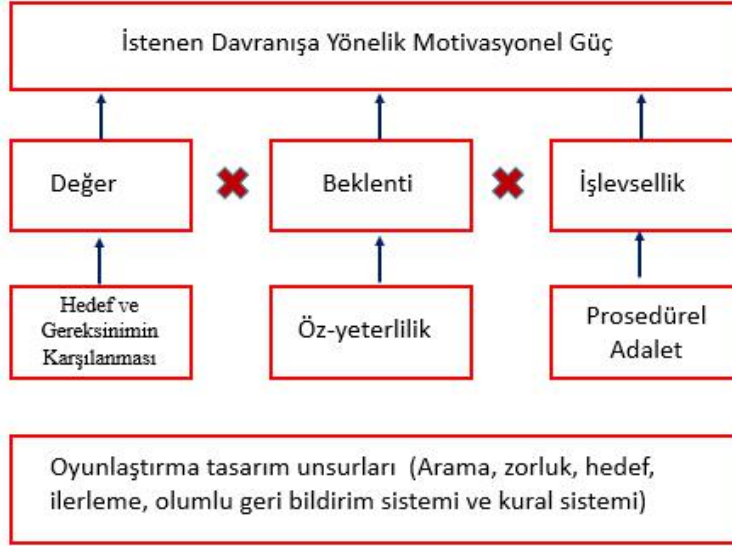 İstenen Davranışa Yönelik Motivasyonel Güç
Değer
Beklenti
İşlevsellik
Hedef ve
Gereksinimin
Karşılanması
Öz-yeterlilik
Prosedürel
Adalet
Oyunlaştırma tasarım unsurları (Arama, zorluk, hedef,
ilerleme, olumlu geri bildirim sistemi ve kural sistemi)